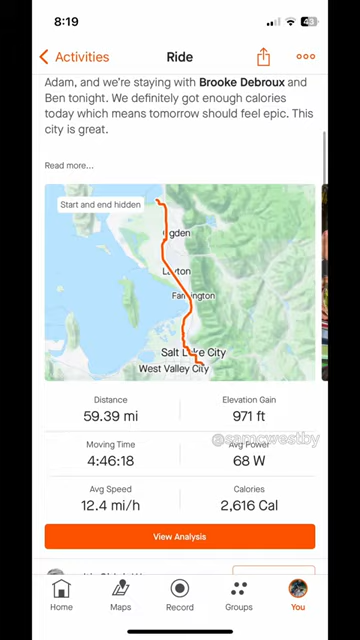 8:19
43
Activities
Ride
Adam, and we're staying with Brooke Debroux and
Ben tonight. We definitely got enough calories
today which means tomorrow should feel epic. This
city is great.
Read more...
Start and end hidden
Ogden
Layton
Farmington
Salt Lake City
West Valley City
Distance
59.39 mi
Elevation Gain
971 ft
Moving Time
4:46:18
Avg Power
68 W
@samcwestby
Avg Speed
12.4 mi/h
Calories
2,616 Cal
View Analysis
Home
Maps
Record
Groups
You